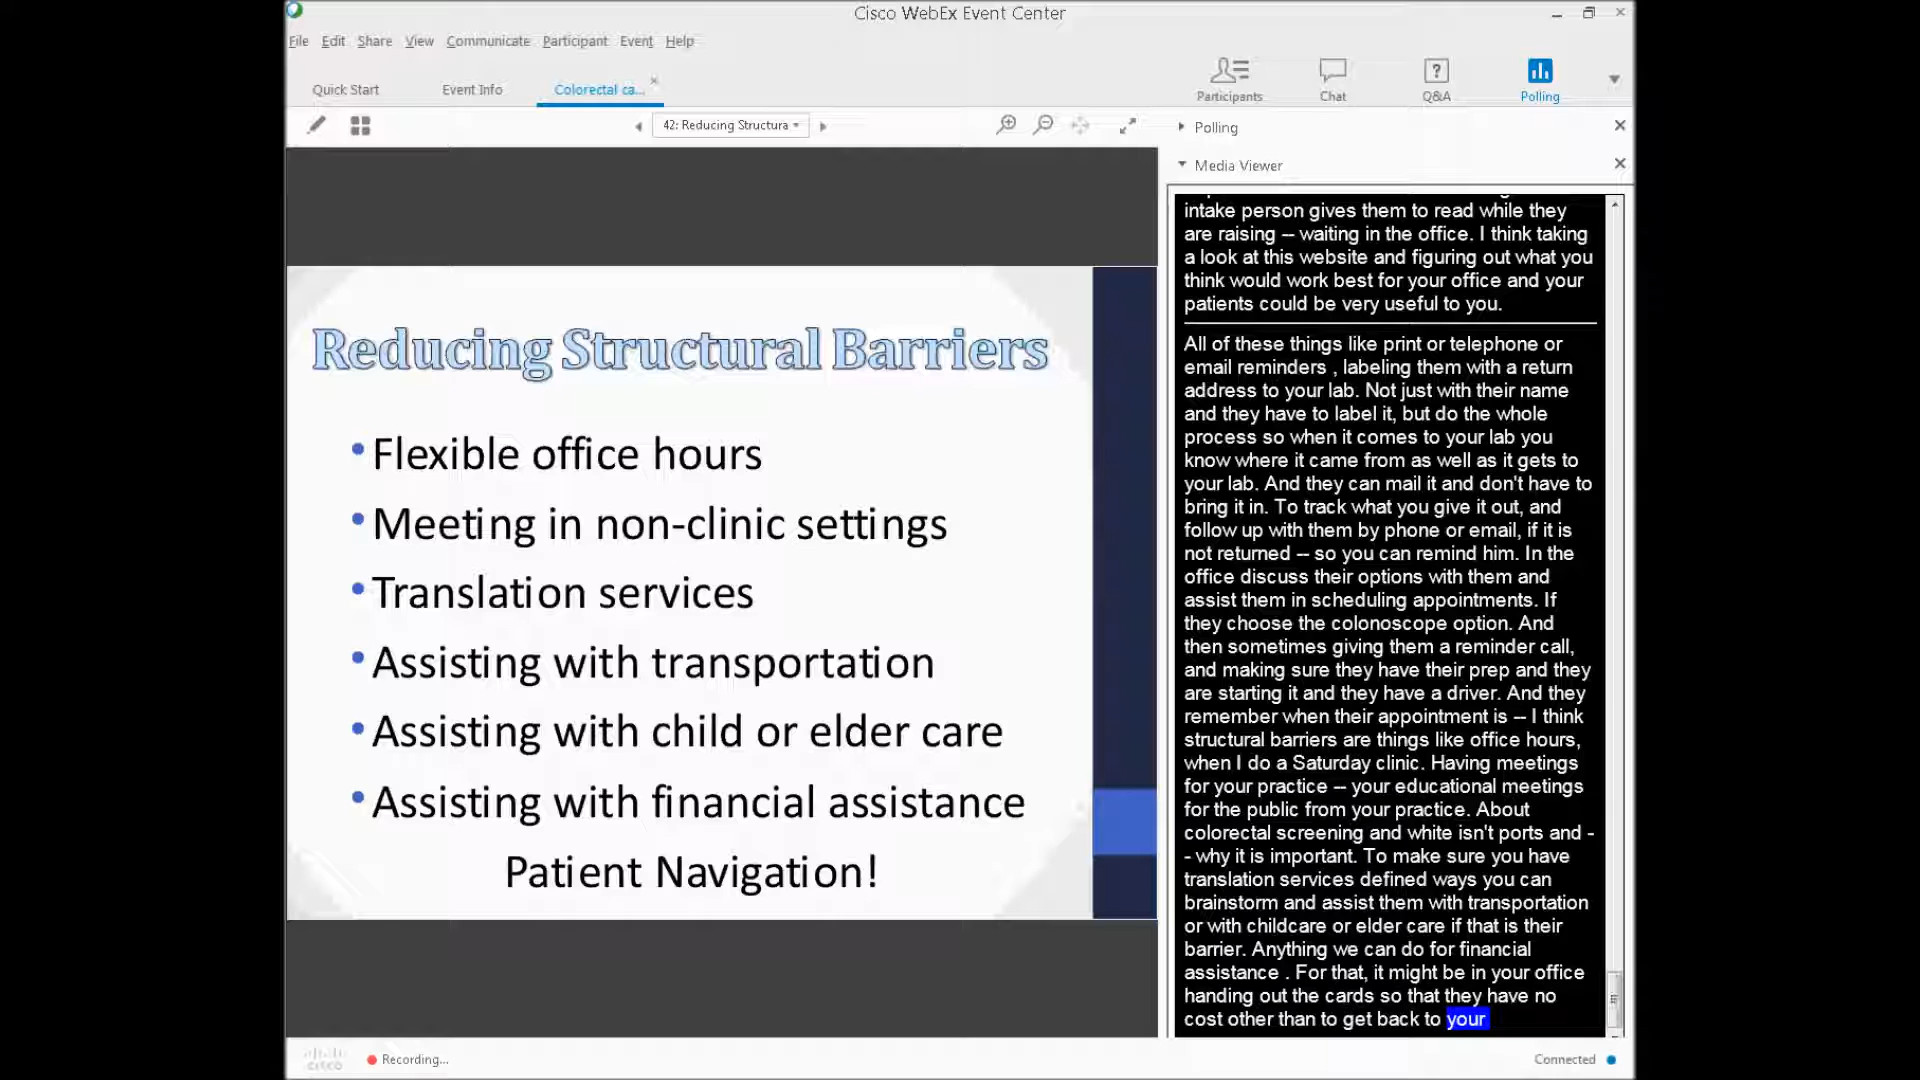 Cisco WebEx Event Center
File Edit Share View Communicate Participant Event Help
Quick Start Event Info Colorectal ca...
Participants Chat Q&A Polling
42: Reducing Structura
Polling
Media Viewer
Reducing Structural Barriers
• Flexible office hours
• Meeting in non-clinic settings
• Translation services
• Assisting with transportation
• Assisting with child or elder care
• Assisting with financial assistance
Patient Navigation!
intake person gives them to read while they
are raising -- waiting in the office. I think taking
a look at this website and figuring out what you
think would work best for your office and your
patients could be very useful to you.
All of these things like print or telephone or
email reminders , labeling them with a return
address to your lab. Not just with their name
and they have to label it, but do the whole
process so when it comes to your lab you
know where it came from as well as it gets to
your lab. And they can mail it and don't have to
bring it in. To track what you give it out, and
follow up with them by phone or email, if it is
not returned -- so you can remind him. In the
office discuss their options with them and
assist them in scheduling appointments. If
they choose the colonoscope option. And
then sometimes giving them a reminder call,
and making sure they have their prep and they
are starting it and they have a driver. And they
remember when their appointment is -- I think
structural barriers are things like office hours,
when I do a Saturday clinic. Having meetings
for your practice -- your educational meetings
for the public from your practice. About
colorectal screening and white isn't ports and -
- why it is important. To make sure you have
translation services defined ways you can
brainstorm and assist them with transportation
or with childcare or elder care if that is their
barrier. Anything we can do for financial
assistance . For that, it might be in your office
handing out the cards so that they have no
cost other than to get back to your
cisco
Recording...
Connected